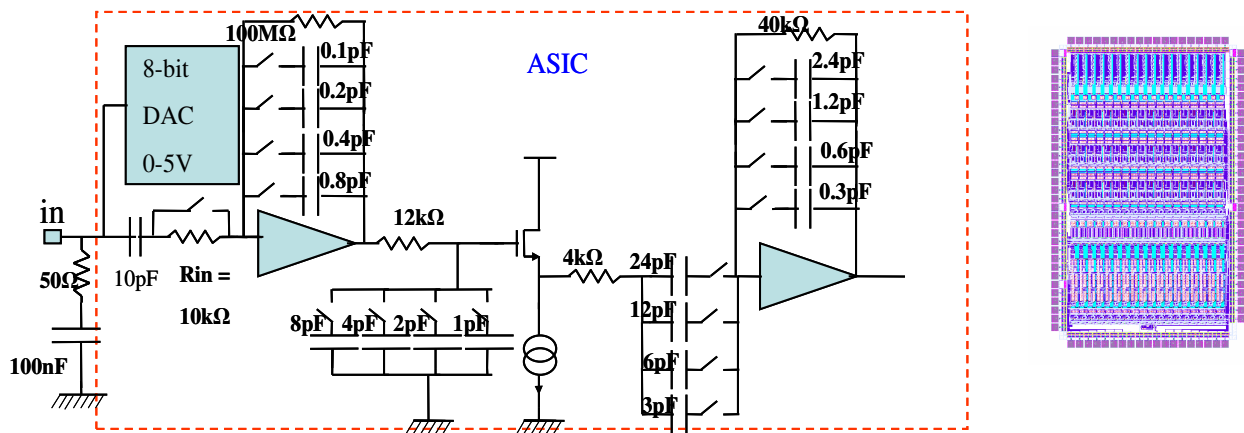 100MΩ
0.1pF
0.2pF
0.4pF
0.8pF
8-bit
DAC
0-5V
ASIC
40kΩ
2.4pF
1.2pF
0.6pF
0.3pF
in
50Ω
100nF
10pF
Rin =
10kΩ
12kΩ
8pF 4pF 2pF 1pF
4kΩ
24pF
12pF
6pF
3pF